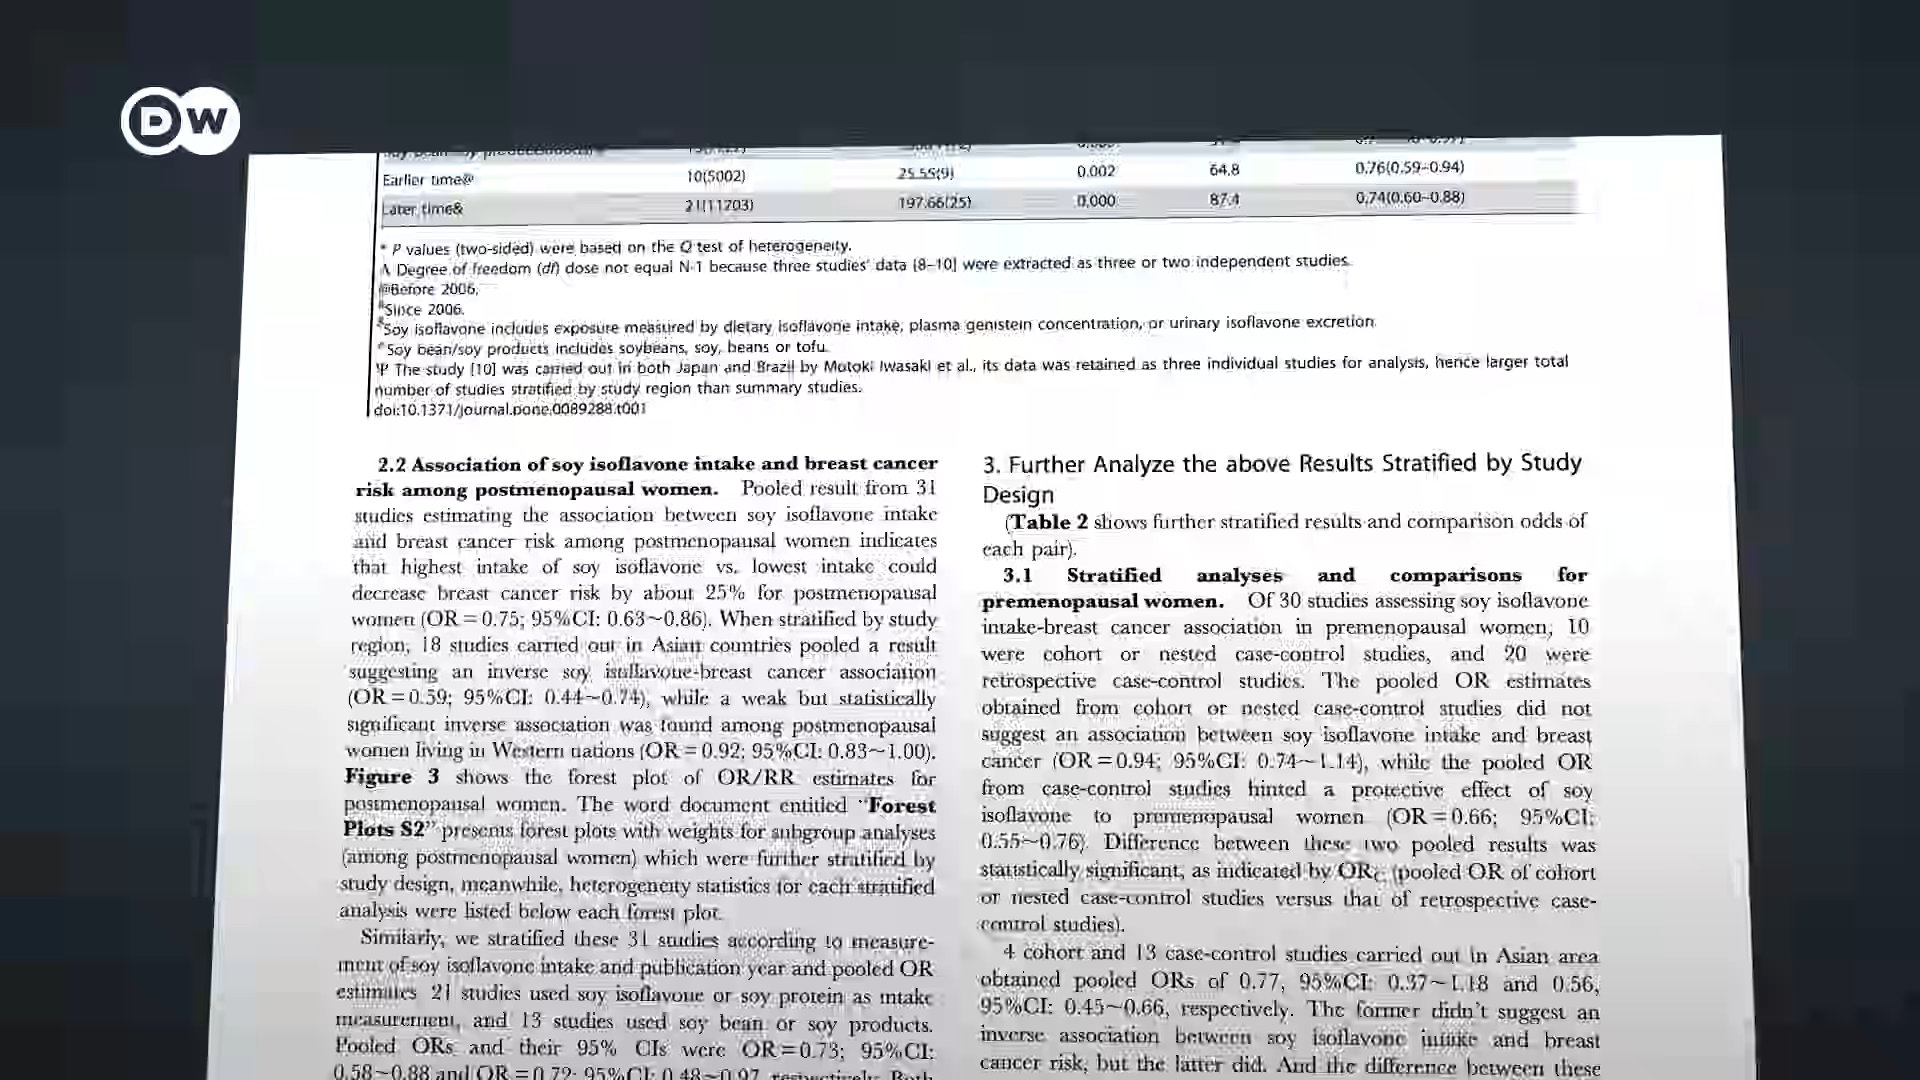 DW
Earlier time@ 10(5002) 25.55(9) 0.002 64.8 0.76(0.59~0.94)
Later time& 21(11703) 197.66(25) 0.000 87.4 0.74(0.60~0.88)
* P values (two-sided) were based on the Q test of heterogeneity.
Degree of freedom (df) dose not equal N-1 because three studies' data [8–10] were extracted as three or two independent studies.
@Before 2006.
Since 2006.
Soy isoflavone includes exposure measured by dietary isoflavone intake, plasma genistein concentration, or urinary isoflavone excretion.
Soy bean/soy products includes soybeans, soy, beans or tofu.
The study [10] was carried out in both Japan and Brazil by Motoki Iwasaki et al., its data was retained as three individual studies for analysis, hence larger total
number of studies stratified by study region than summary studies.
doi:10.1371/journal.pone.0089288.t001
2.2 Association of soy isoflavone intake and breast cancer
risk among postmenopausal women. Pooled result from 31
studies estimating the association between soy isoflavone intake
and breast cancer risk among postmenopausal women indicates
that highest intake of soy isoflavone vs. lowest intake could
decrease breast cancer risk by about 25% for postmenopausal
women (OR = 0.75; 95%CI: 0.63~0.86). When stratified by study
region, 18 studies carried out in Asian countries pooled a result
suggesting an inverse soy isoflavone-breast cancer association
(OR = 0.59; 95%CI: 0.44~0.74), while a weak but statistically
significant inverse association was found among postmenopausal
women living in Western nations (OR = 0.92; 95%CI: 0.83~1.00).
Figure 3 shows the forest plot of OR/RR estimates for
postmenopausal women. The word document entitled "Forest
Plots S2" presents forest plots with weights for subgroup analyses
(among postmenopausal women) which were further stratified by
study design, meanwhile, heterogeneity statistics for each stratified
analysis were listed below each forest plot.
Similarly, we stratified these 31 studies according to measure-
ment of soy isoflavone intake and publication year and pooled OR
estimates. 21 studies used soy isoflavone or soy protein as intake
measurement, and 13 studies used soy bean or soy products.
Pooled ORs and their 95% CIs were OR = 0.73; 95%CI:
0.58~0.88 and OR = 0.72; 95%CI: 0.48~0.97, respectively. Both
3. Further Analyze the above Results Stratified by Study
Design
(Table 2 shows further stratified results and comparison odds of
each pair).
3.1 Stratified analyses and comparisons for
premenopausal women. Of 30 studies assessing soy isoflavone
intake-breast cancer association in premenopausal women, 10
were cohort or nested case-control studies, and 20 were
retrospective case-control studies. The pooled OR estimates
obtained from cohort or nested case-control studies did not
suggest an association between soy isoflavone intake and breast
cancer (OR = 0.94; 95%CI: 0.74~1.14), while the pooled OR
from case-control studies hinted a protective effect of soy
isoflavone to premenopausal women (OR = 0.66; 95%CI:
0.55~0.76). Difference between these two pooled results was
statistically significant, as indicated by ORc (pooled OR of cohort
or nested case-control studies versus that of retrospective case-
control studies).
4 cohort and 13 case-control studies carried out in Asian area
obtained pooled ORs of 0.77, 95%CI: 0.37~1.18 and 0.56,
95%CI: 0.45~0.66, respectively. The former didn't suggest an
inverse association between soy isoflavone intake and breast
cancer risk, but the latter did. And the difference between these